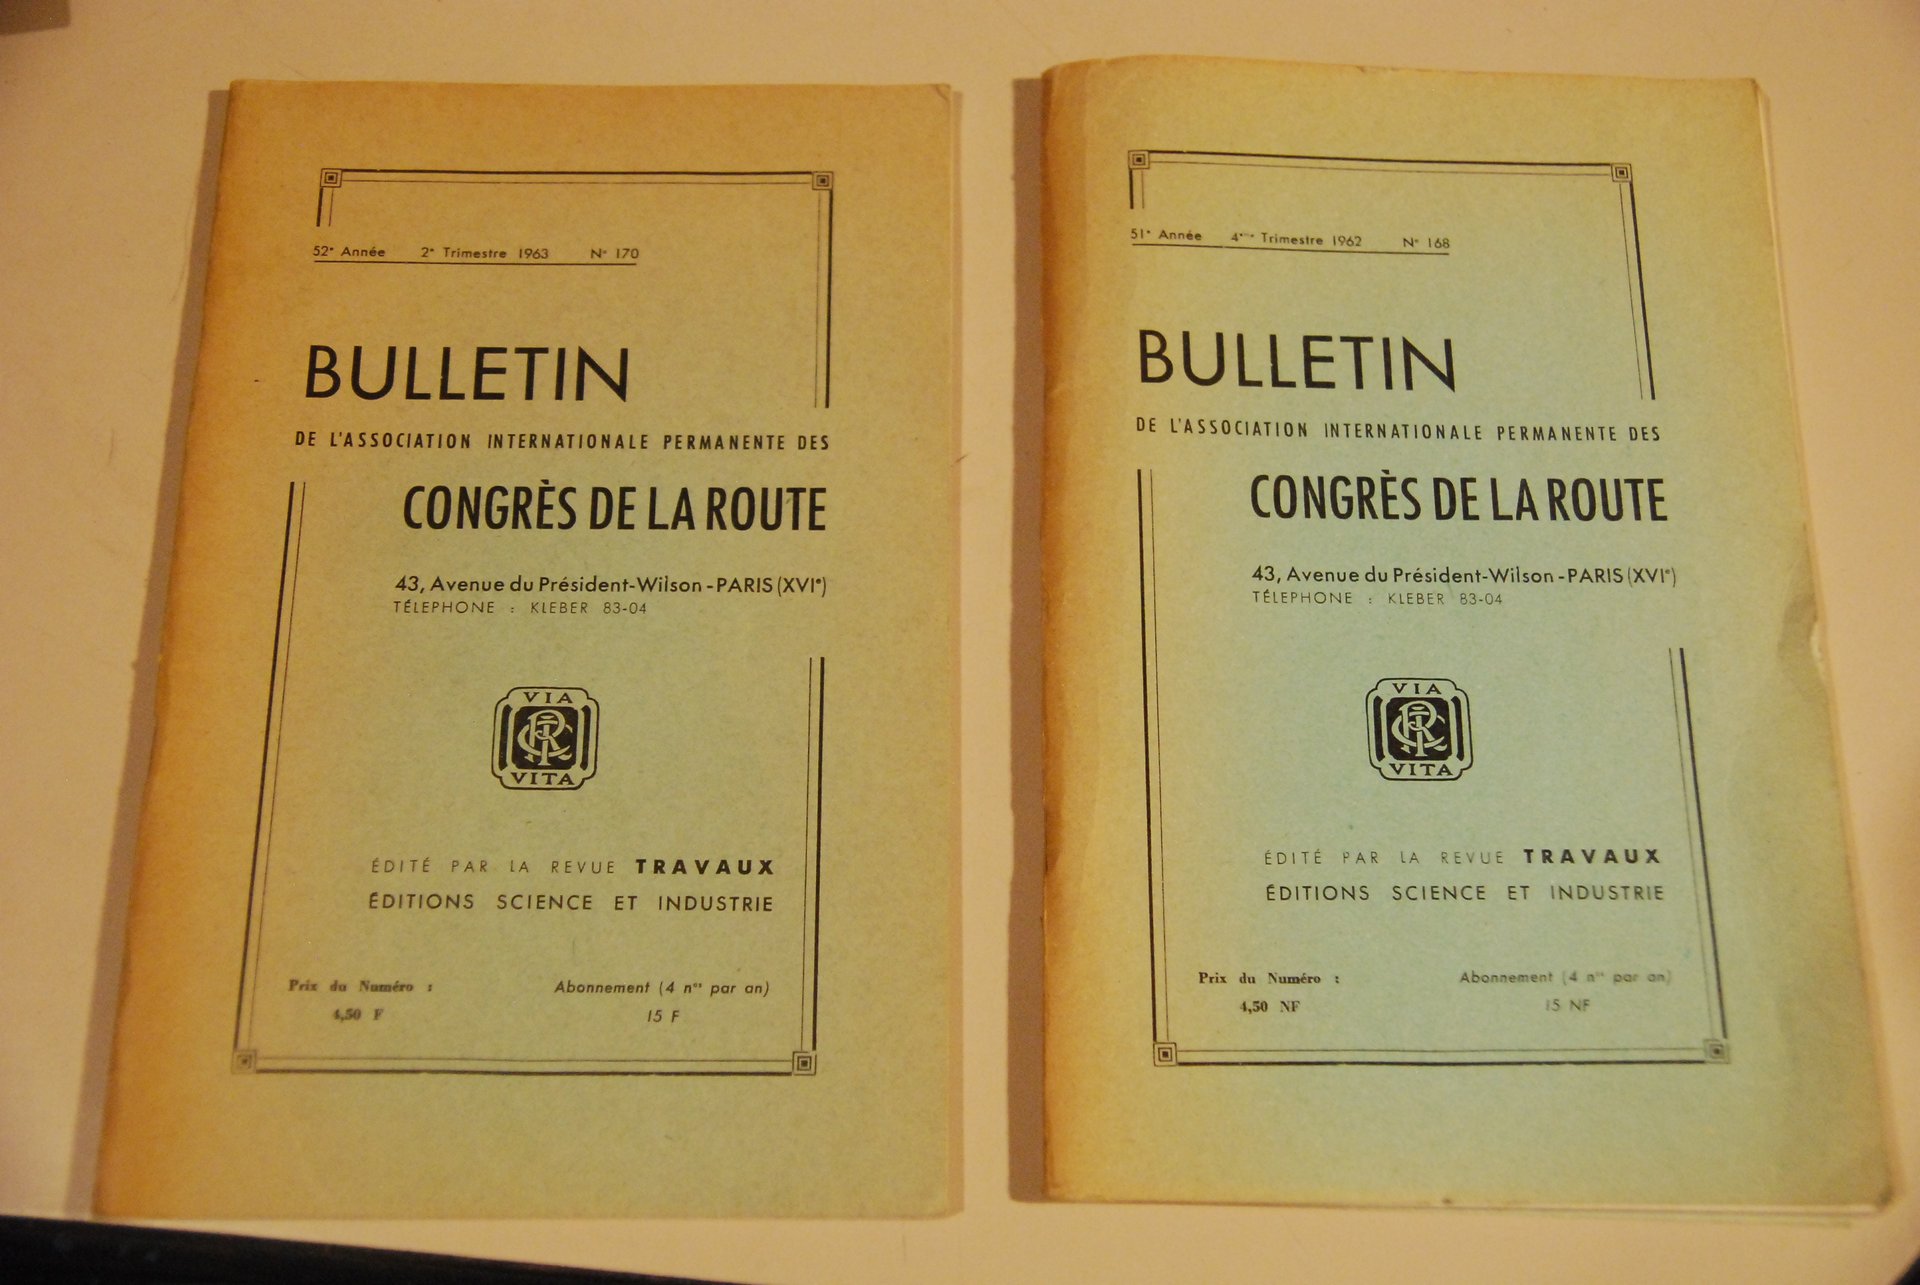 52e Année 2e Trimestre 1963 No 170
BULLETIN
DE L'ASSOCIATION INTERNATIONALE PERMANENTE DES
CONGRÈS DE LA ROUTE
43, Avenue du Président-Wilson - PARIS (XVIe)
TÉLEPHONE : KLEBER 83-04
VIA
VITA
ÉDITÉ PAR LA REVUE TRAVAUX
ÉDITIONS SCIENCE ET INDUSTRIE
Prix du Numéro : Abonnement (4 nos par an)
4,50 F 15 F
51e Année 4me Trimestre 1962 No 168
BULLETIN
DE L'ASSOCIATION INTERNATIONALE PERMANENTE DES
CONGRÈS DE LA ROUTE
43, Avenue du Président-Wilson - PARIS (XVIe)
TÉLEPHONE : KLEBER 83-04
VIA
VITA
ÉDITÉ PAR LA REVUE TRAVAUX
ÉDITIONS SCIENCE ET INDUSTRIE
Prix du Numéro : Abonnement (4 nos par an)
4,50 NF 15 NF